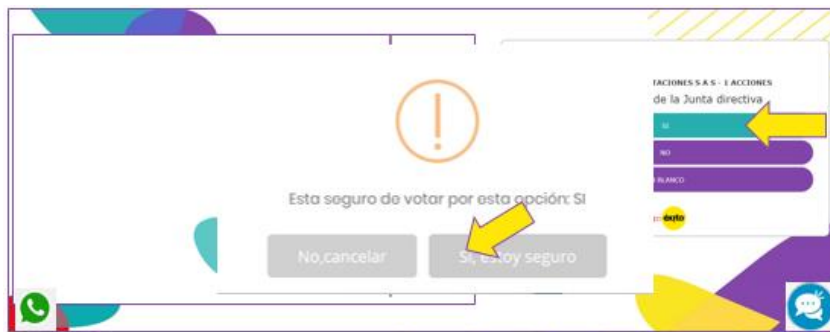 TACIONES S A S - 1 ACCIONES
de la Junta directiva
SI
NO
BLANCO
éxito
Esta seguro de votar por esta opción: SI
No,cancelar
Si, estoy seguro